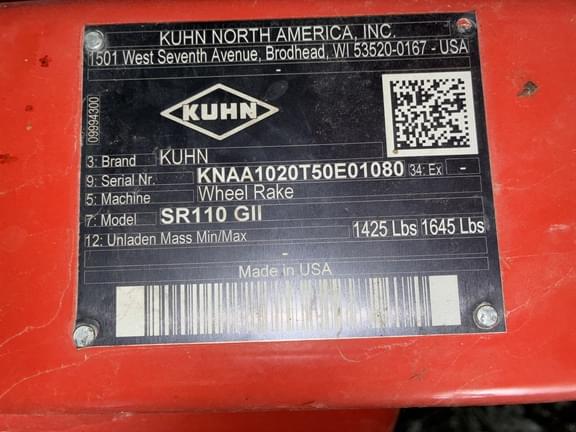 KUHN NORTH AMERICA, INC.
1501 West Seventh Avenue, Brodhead, WI 53520-0167 - USA
-
09994300
KUHN
3: Brand KUHN
9: Serial Nr. KNAA1020T50E01080 34: Ex -
5: Machine Wheel Rake
7: Model SR110 GII
12: Unladen Mass Min/Max 1425 Lbs 1645 Lbs
-
Made in USA